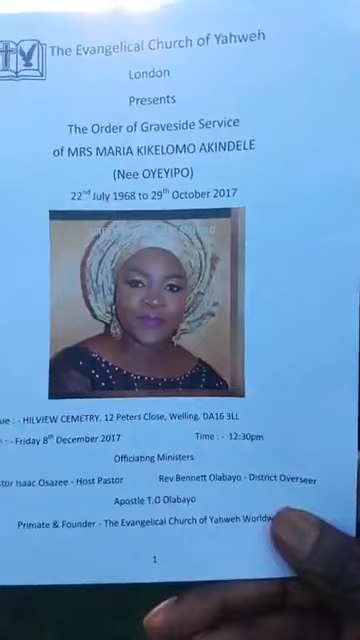 The Evangelical Church of Yahweh
London
Presents
The Order of Graveside Service
of MRS MARIA KIKELOMO AKINDELE
(Nee OYEYIPO)
22nd July 1968 to 29th October 2017
ue : - HILVIEW CEMETRY, 12 Peters Close, Welling, DA16 3LL
: - Friday 8th December 2017 Time : - 12:30pm
Officiating Ministers
tor Isaac Osazee - Host Pastor Rev Bennett Olabayo - District Overseer
Apostle T.O Olabayo
Primate & Founder - The Evangelical Church of Yahweh Worldw
1